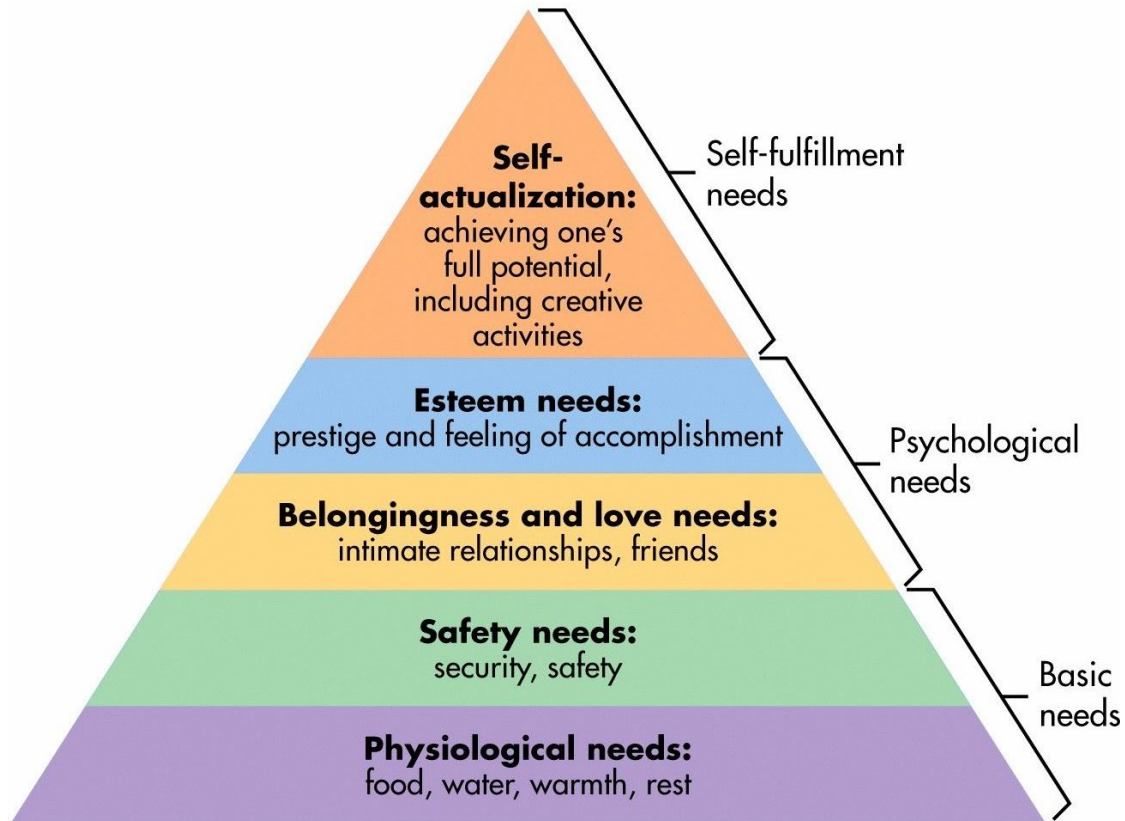 Self-
actualization:
achieving one's
full potential,
including creative
activities
Self-fulfillment
needs
Esteem needs:
prestige and feeling of accomplishment
Psychological
needs
Belongingness and love needs:
intimate relationships, friends
Safety needs:
security, safety
Basic
needs
Physiological needs:
food, water, warmth, rest